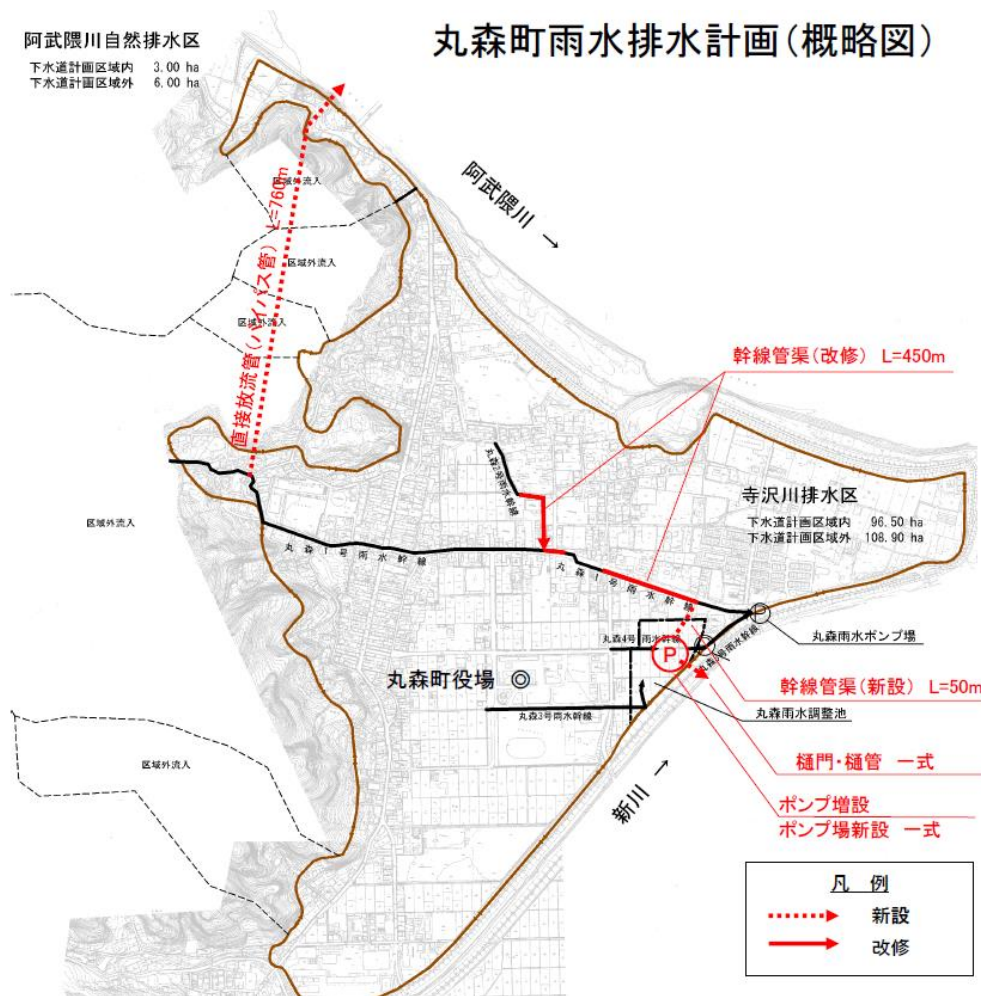 丸森町雨水排水計画(概略図)
阿武隈川自然排水区
下水道計画区域内 3.00 ha
下水道計画区域外 6.00 ha
阿武隈川 →
区域外流入
区域外流入
区域外流入
直接放流管(バイパス管) L=760m
幹線管渠(改修) L=450m
丸森2号雨水幹線
寺沢川排水区
下水道計画区域内 96.50 ha
下水道計画区域外 108.90 ha
区域外流入
丸森1号雨水幹線
丸森1号雨水幹線
丸森4号 雨水幹線
丸森雨水ポンプ場
P
丸森町役場 ◎
幹線管渠(新設) L=50m
丸森3号雨水幹線
丸森雨水調整池
区域外流入
新川 →
樋門・樋管 一式
ポンプ増設
ポンプ場新設 一式
凡 例
新設
改修